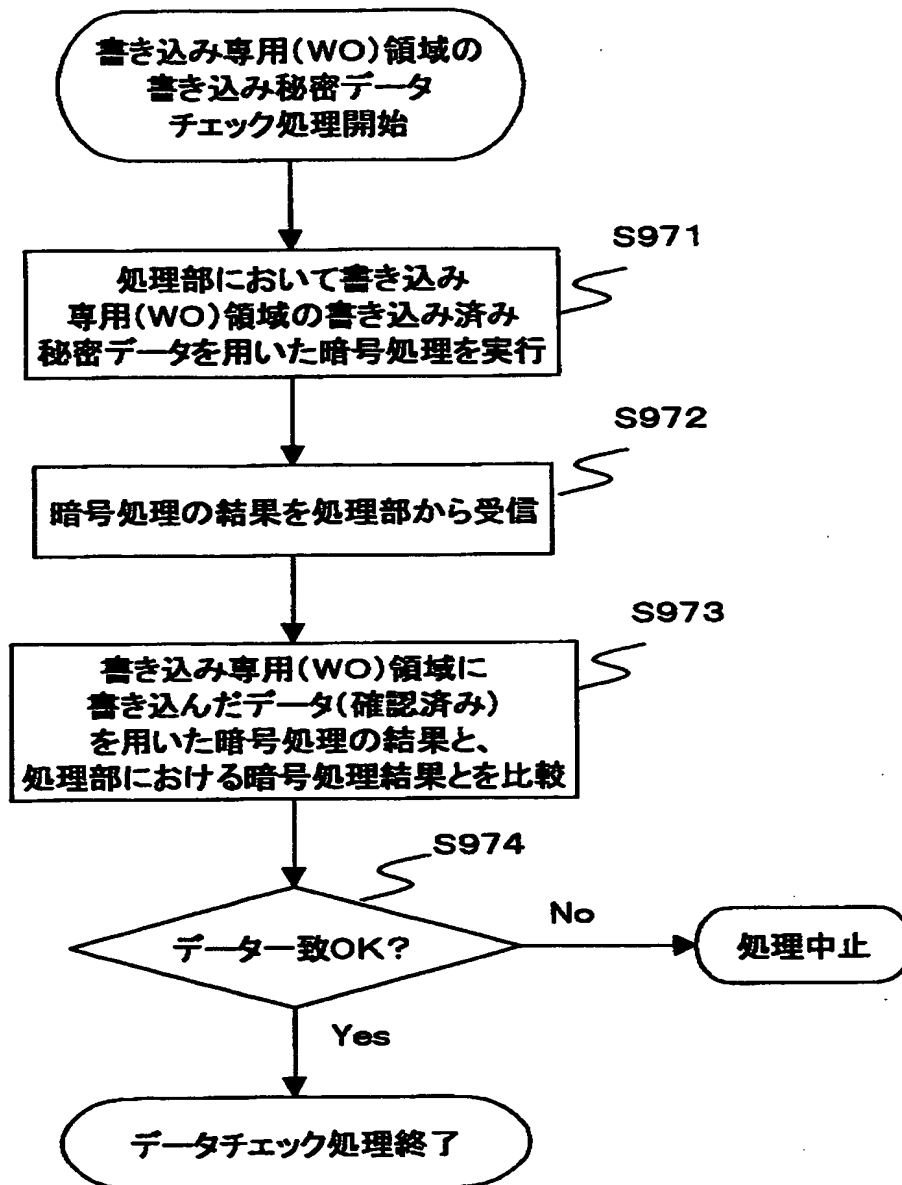 書き込み専用(WO)領域の
書き込み秘密データ
チェック処理開始
S971
処理部において書き込み
専用(WO)領域の書き込み済み
秘密データを用いた暗号処理を実行
S972
暗号処理の結果を処理部から受信
S973
書き込み専用(WO)領域に
書き込んだデータ(確認済み)
を用いた暗号処理の結果と、
処理部における暗号処理結果とを比較
S974
データ一致OK?
No
処理中止
Yes
データチェック処理終了